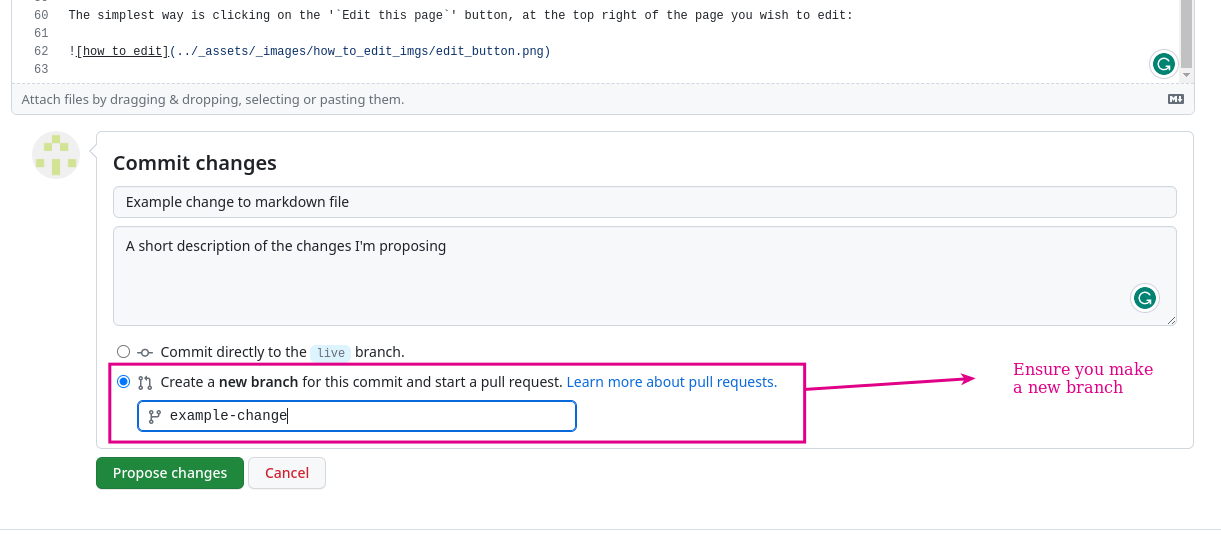 60 The simplest way is clicking on the '`Edit this page`' button, at the top right of the page you wish to edit:
61
62 ![how to edit](../_assets/_images/how_to_edit_imgs/edit_button.png)
63
Attach files by dragging & dropping, selecting or pasting them.
Commit changes
Example change to markdown file
A short description of the changes I'm proposing
Commit directly to the live branch.
Create a new branch for this commit and start a pull request. Learn more about pull requests.
example-change
Ensure you make
a new branch
Propose changes Cancel